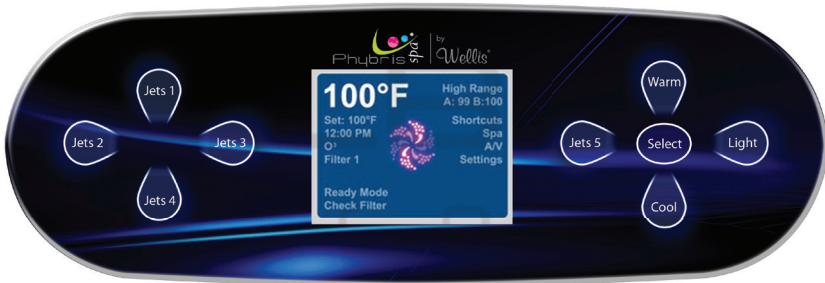 Phybris spa by Wellis
Jets 1
Jets 2
Jets 3
Jets 4
100°F
Set: 100°F
12:00 PM
O³
Filter 1
Ready Mode
Check Filter
High Range
A: 99 B:100
Shortcuts
Spa
A/V
Settings
Warm
Jets 5
Select
Light
Cool